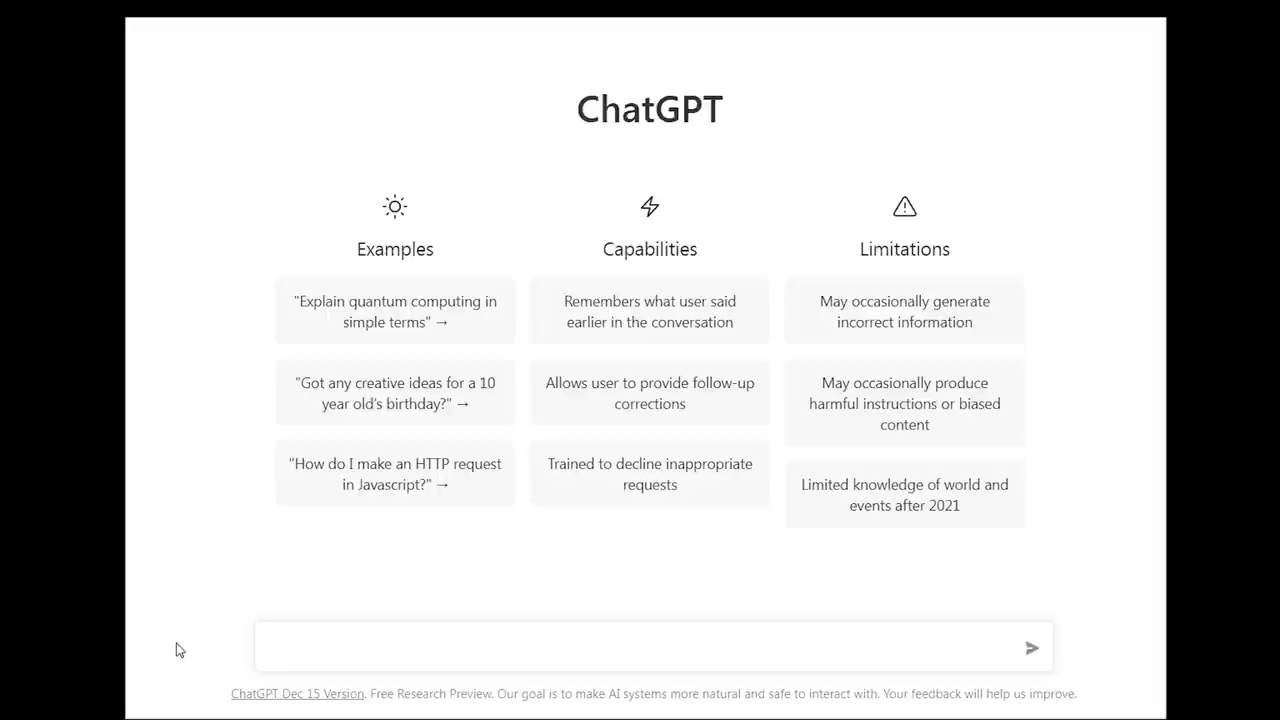 ChatGPT
Examples
"Explain quantum computing in
simple terms" →
"Got any creative ideas for a 10
year old's birthday?" →
"How do I make an HTTP request
in Javascript?" →
Capabilities
Remembers what user said
earlier in the conversation
Allows user to provide follow-up
corrections
Trained to decline inappropriate
requests
Limitations
May occasionally generate
incorrect information
May occasionally produce
harmful instructions or biased
content
Limited knowledge of world and
events after 2021
ChatGPT Dec 15 Version. Free Research Preview. Our goal is to make AI systems more natural and safe to interact with. Your feedback will help us improve.